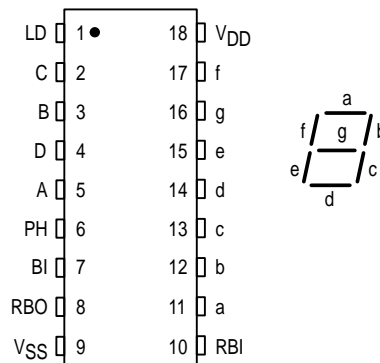 LD 1 18 VDD
C 2 17 f
B 3 16 g
D 4 15 e
A 5 14 d
PH 6 13 c
BI 7 12 b
RBO 8 11 a
VSS 9 10 RBI
a
f g b
e c
d